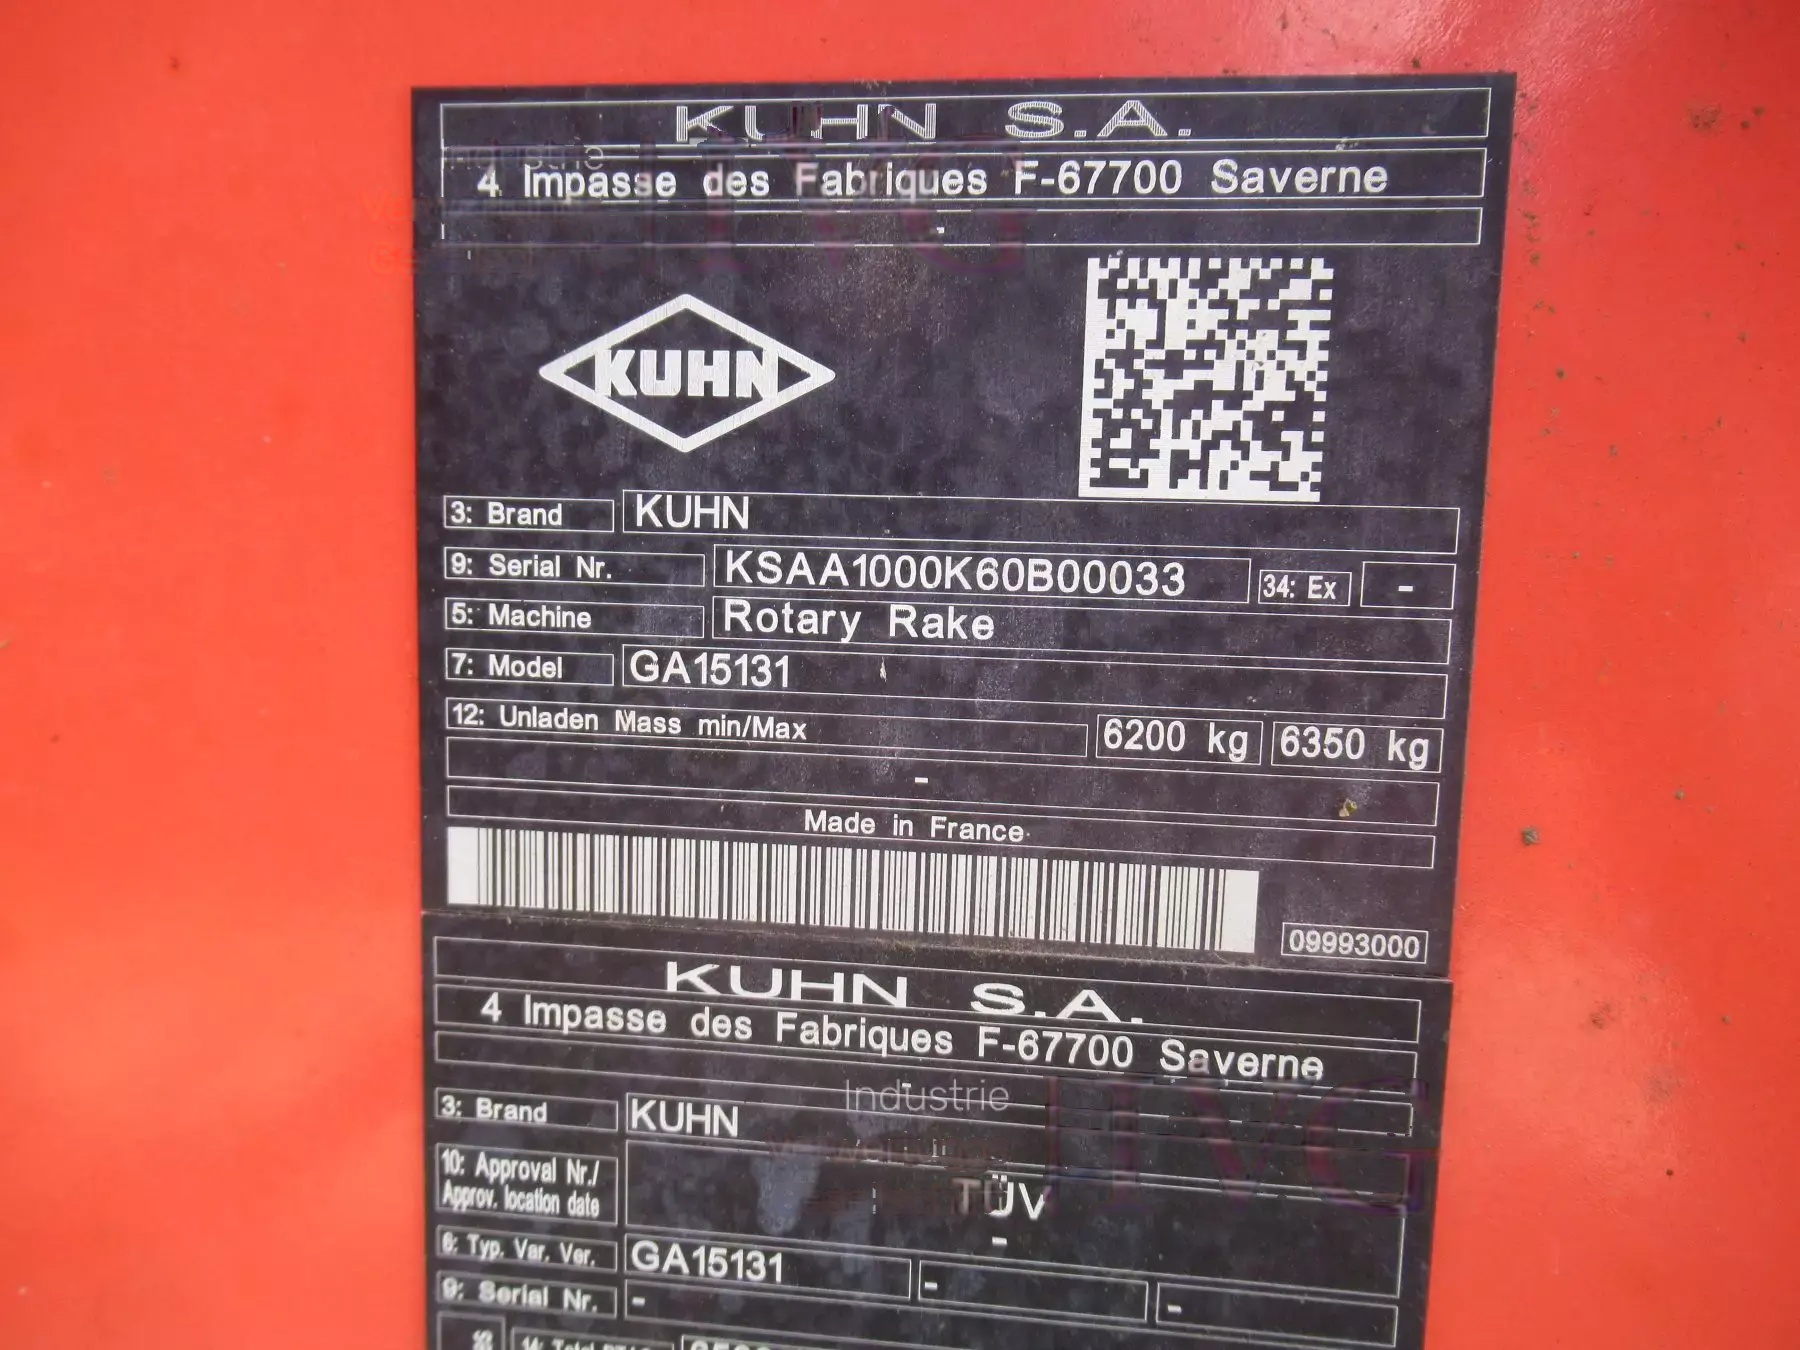 KUHN S.A.
4 Impasse des Fabriques F-67700 Saverne
-
KUHN
3: Brand KUHN
9: Serial Nr. KSAA1000K60B00033 34: Ex -
5: Machine Rotary Rake
7: Model GA15131
12: Unladen Mass min/Max 6200 kg 6350 kg
-
Made in France
09993000
KUHN S.A.
4 Impasse des Fabriques F-67700 Saverne
-
Industrie
3: Brand KUHN
10: Approval Nr./
Approv. location date
TÜV
-
6: Typ. Var. Ver. GA15131 - -
9: Serial Nr. -